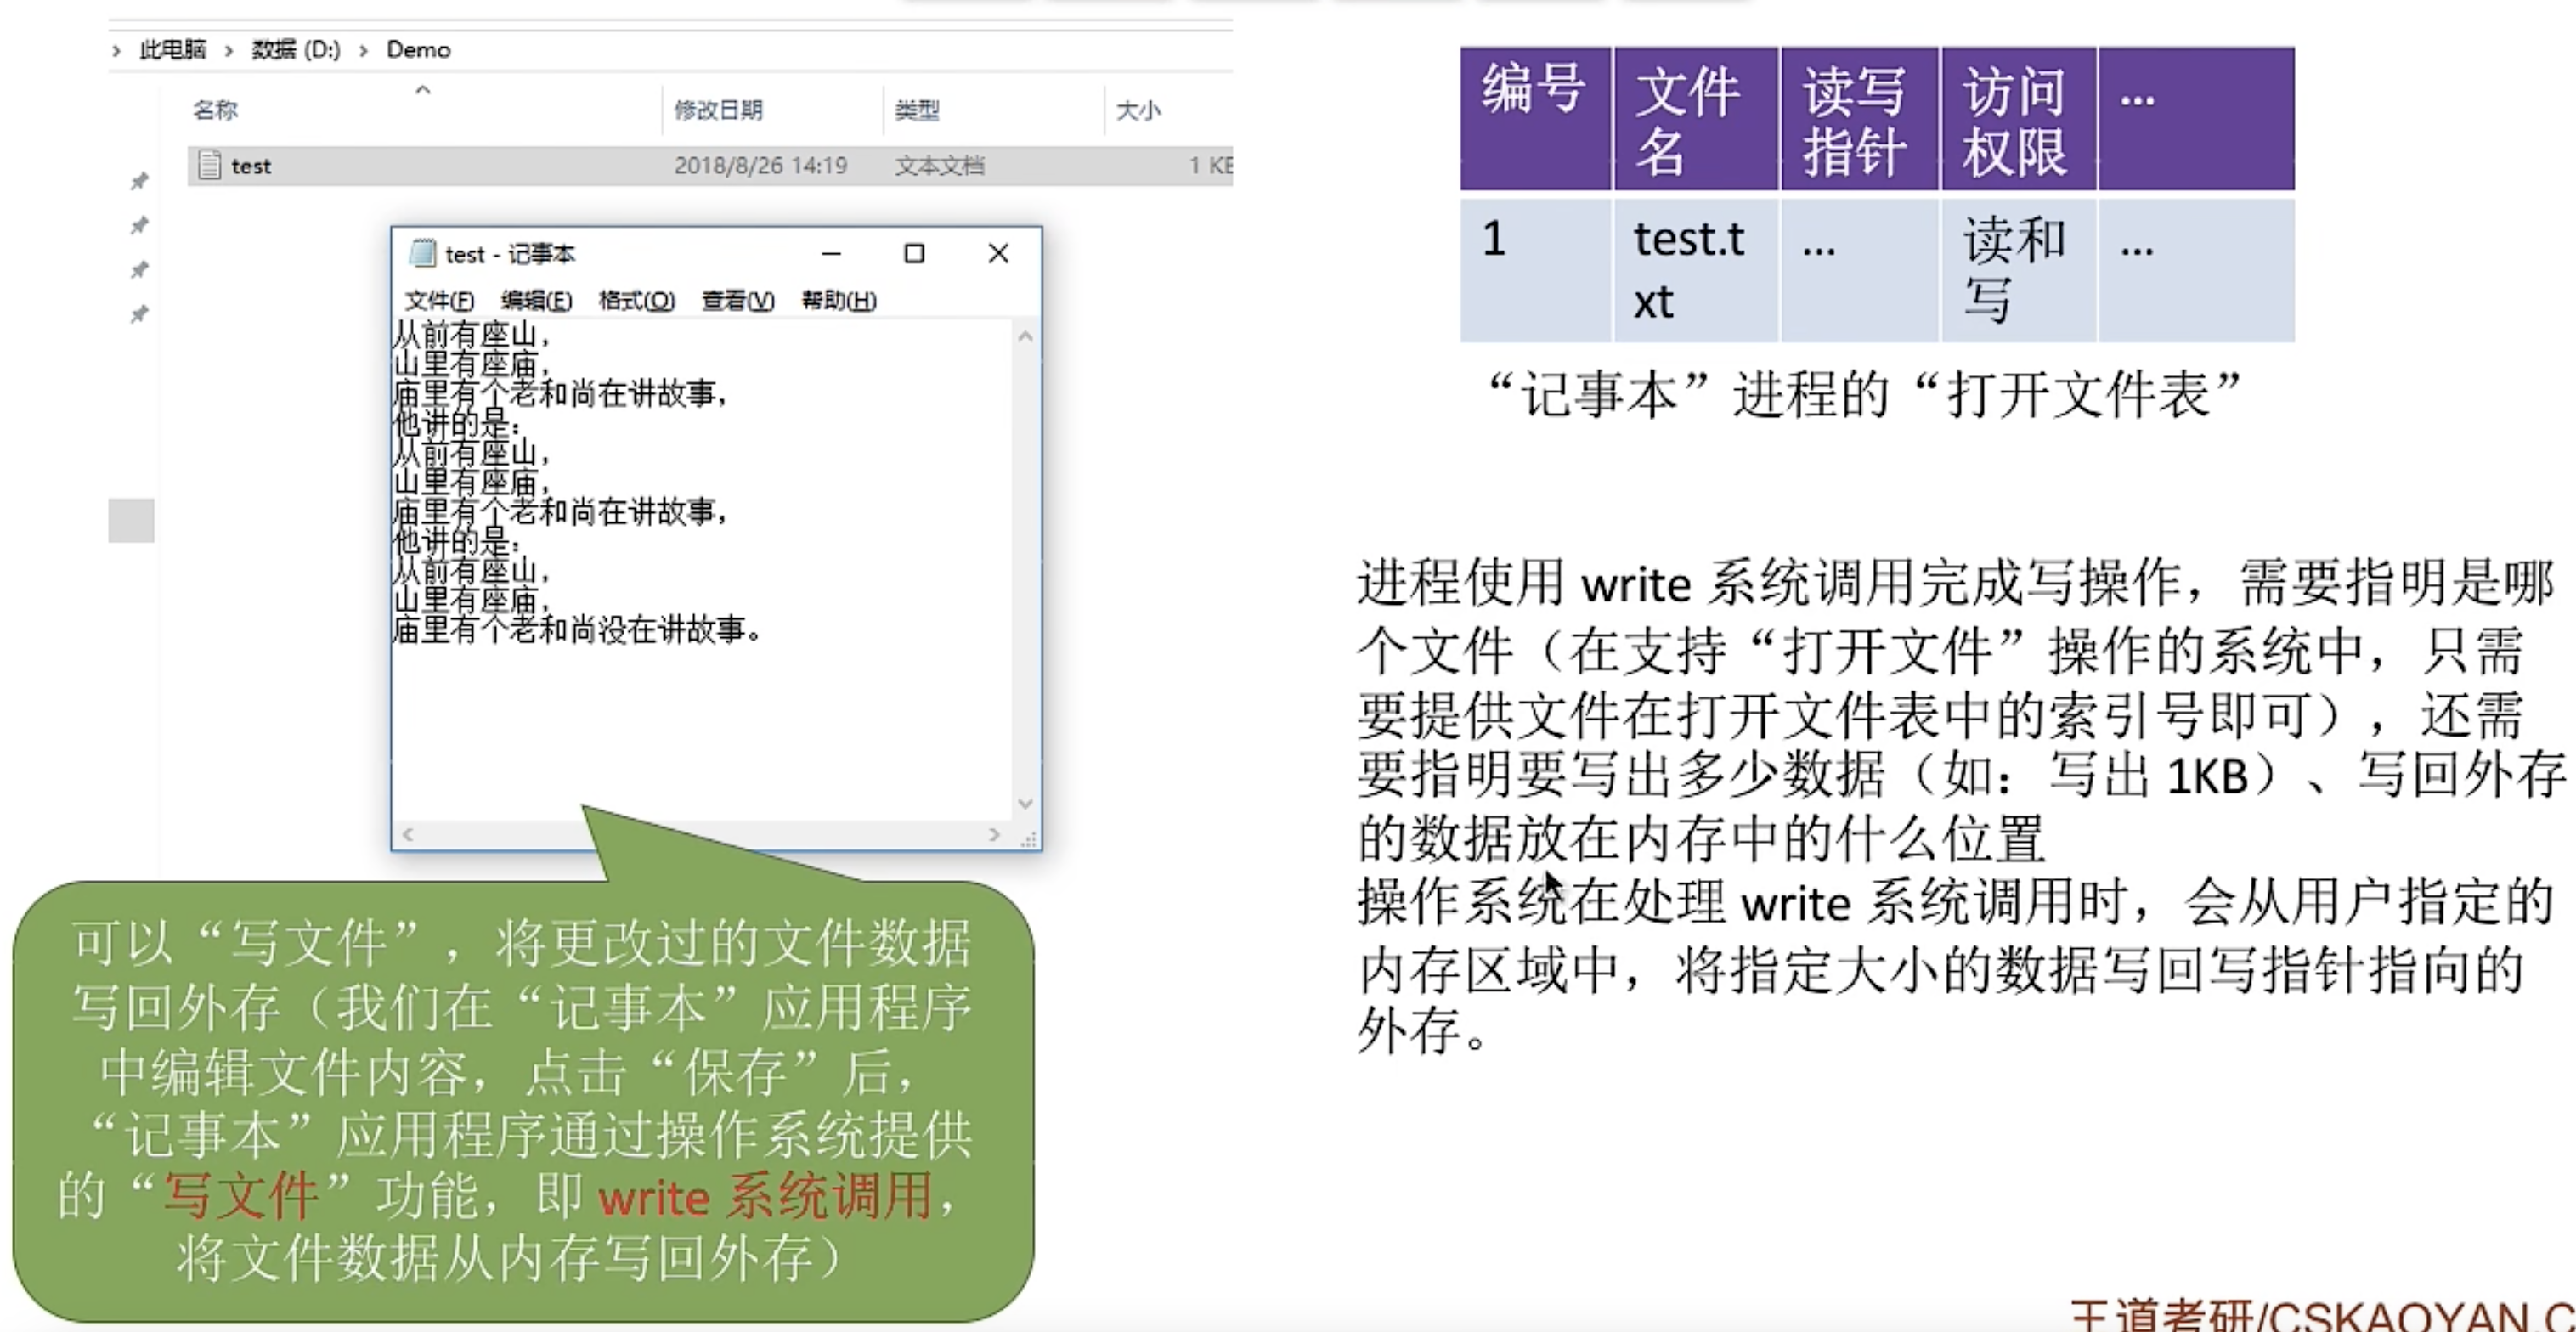 此电脑 > 数据 (D:) > Demo
名称 修改日期 类型 大小
test 2018/8/26 14:19 文本文档 1 KB
test - 记事本
文件(F) 编辑(E) 格式(O) 查看(V) 帮助(H)
从前有座山，
山里有座庙，
庙里有个老和尚在讲故事，
他讲的是：
从前有座山，
山里有座庙，
庙里有个老和尚在讲故事，
他讲的是：
从前有座山，
山里有座庙，
庙里有个老和尚没在讲故事。
可以“写文件”，将更改过的文件数据
写回外存（我们在“记事本”应用程序
中编辑文件内容，点击“保存”后，
“记事本”应用程序通过操作系统提供
的“写文件”功能，即 write 系统调用，
将文件数据从内存写回外存）
编号 文件 读写 访问 ...
名 指针 权限
1 test.t ... 读和 ...
xt 写
“记事本”进程的“打开文件表”
进程使用 write 系统调用完成写操作，需要指明是哪
个文件（在支持“打开文件”操作的系统中，只需
要提供文件在打开文件表中的索引号即可），还需
要指明要写出多少数据（如：写出 1KB）、写回外存
的数据放在内存中的什么位置
操作系统在处理 write 系统调用时，会从用户指定的
内存区域中，将指定大小的数据写回写指针指向的
外存。
王道考研/CSKAOYAN.C